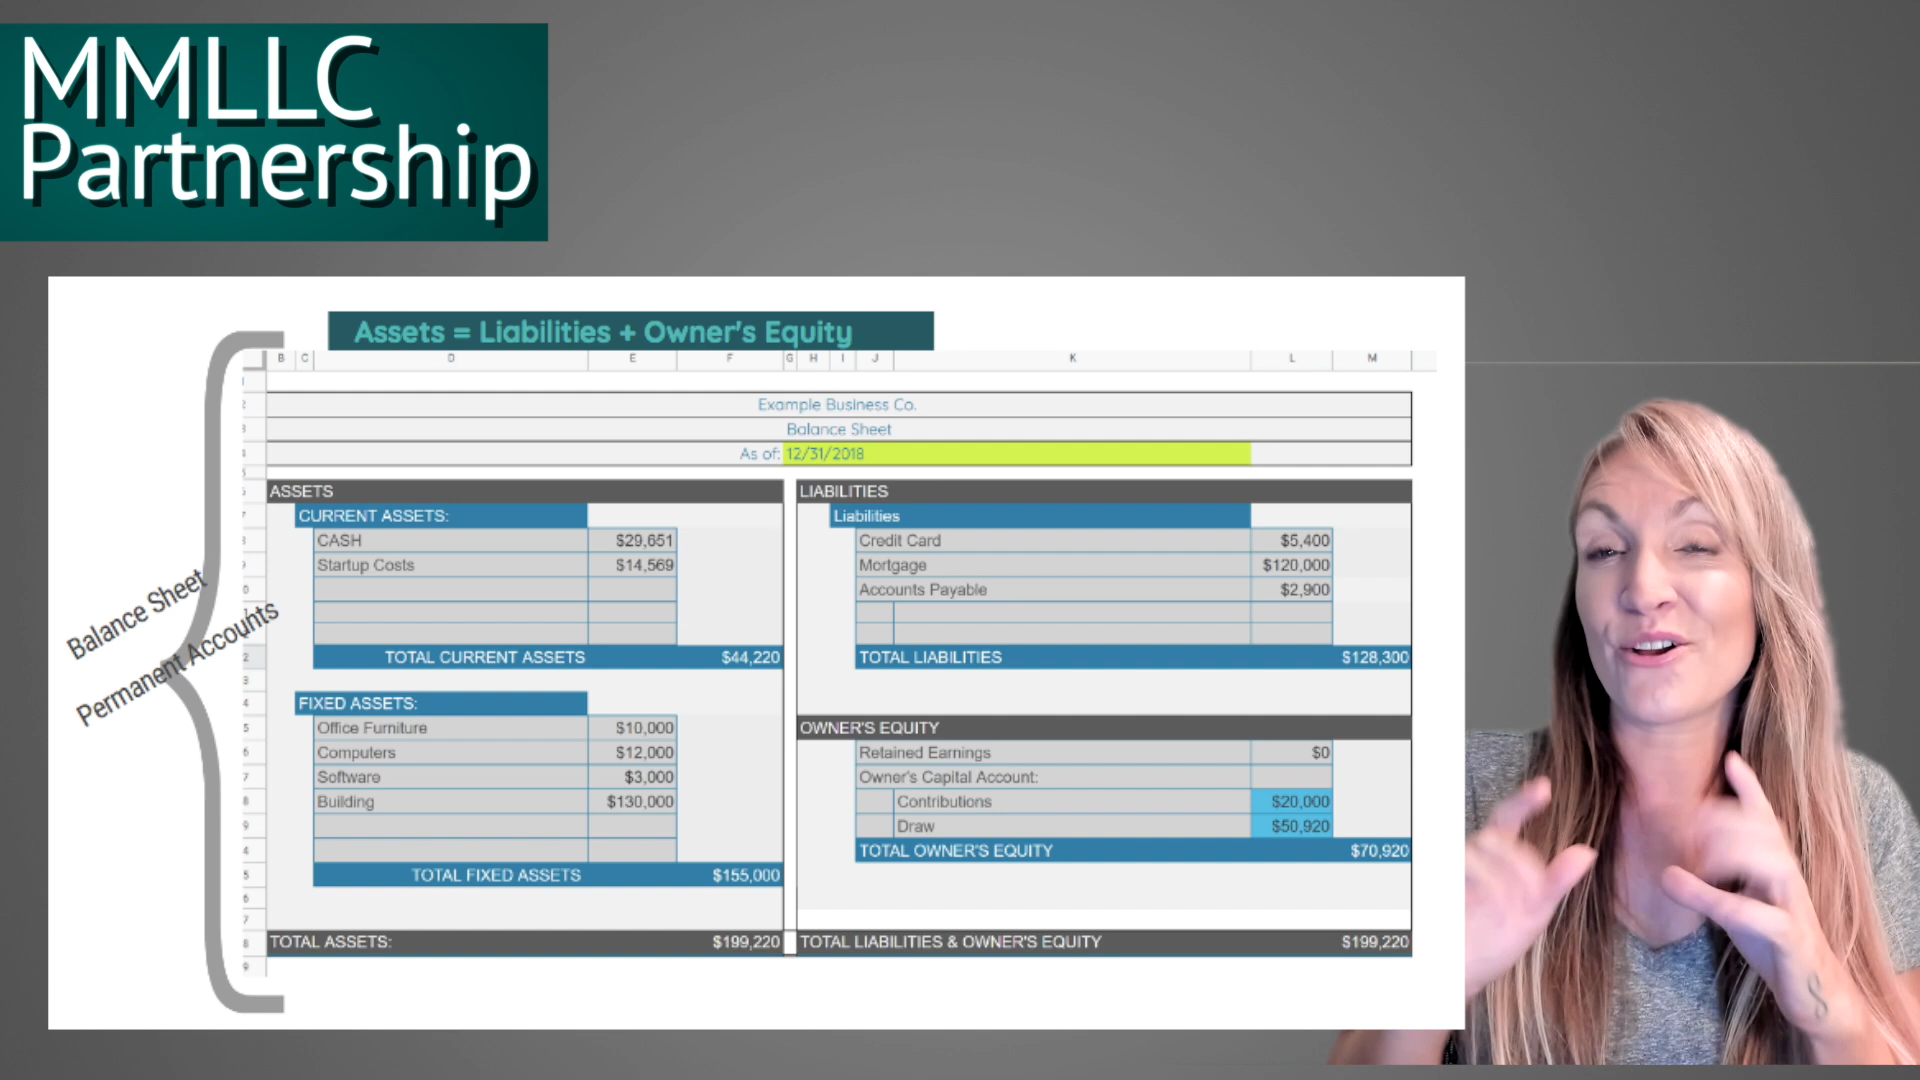 MMLLC
Partnership
Assets = Liabilities + Owner's Equity
B C D E F G H I J K L M
Example Business Co.
Balance Sheet
As of: 12/31/2018
ASSETS
CURRENT ASSETS:
CASH $29,651
Startup Costs $14,569
TOTAL CURRENT ASSETS $44,220
FIXED ASSETS:
Office Furniture $10,000
Computers $12,000
Software $3,000
Building $130,000
TOTAL FIXED ASSETS $155,000
TOTAL ASSETS: $199,220
LIABILITIES
Liabilities
Credit Card $5,400
Mortgage $120,000
Accounts Payable $2,900
TOTAL LIABILITIES $128,300
OWNER'S EQUITY
Retained Earnings $0
Owner's Capital Account:
Contributions $20,000
Draw $50,920
TOTAL OWNER'S EQUITY $70,920
TOTAL LIABILITIES & OWNER'S EQUITY $199,220
Balance Sheet
Permanent Accounts